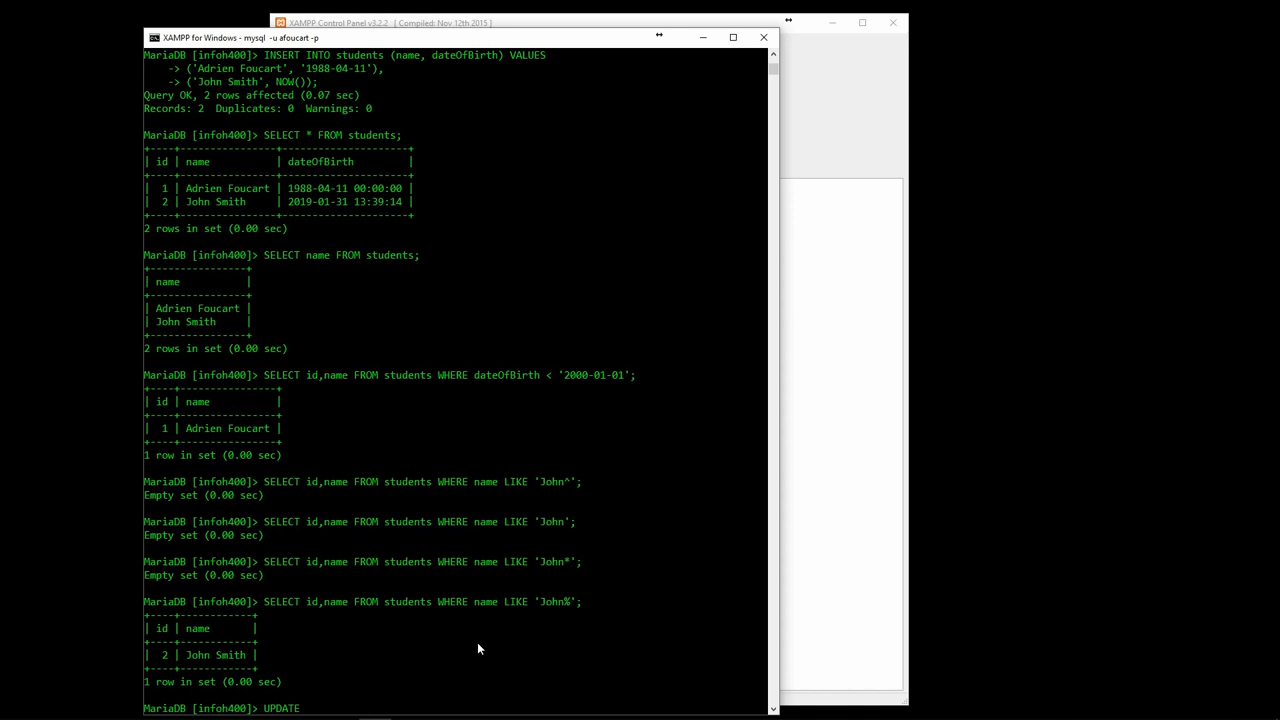 XAMPP Control Panel v3.2.2 [ Compiled: Nov 12th 2015 ]
XAMPP for Windows - mysql -u afoucart -p
MariaDB [infoh400]> INSERT INTO students (name, dateOfBirth) VALUES
    -> ('Adrien Foucart', '1988-04-11'),
    -> ('John Smith', NOW());
Query OK, 2 rows affected (0.07 sec)
Records: 2  Duplicates: 0  Warnings: 0
MariaDB [infoh400]> SELECT * FROM students;
+----+----------------+---------------------+
| id | name           | dateOfBirth         |
+----+----------------+---------------------+
|  1 | Adrien Foucart | 1988-04-11 00:00:00 |
|  2 | John Smith     | 2019-01-31 13:39:14 |
+----+----------------+---------------------+
2 rows in set (0.00 sec)
MariaDB [infoh400]> SELECT name FROM students;
+----------------+
| name           |
+----------------+
| Adrien Foucart |
| John Smith     |
+----------------+
2 rows in set (0.00 sec)
MariaDB [infoh400]> SELECT id,name FROM students WHERE dateOfBirth < '2000-01-01';
+----+----------------+
| id | name           |
+----+----------------+
|  1 | Adrien Foucart |
+----+----------------+
1 row in set (0.00 sec)
MariaDB [infoh400]> SELECT id,name FROM students WHERE name LIKE 'John^';
Empty set (0.00 sec)
MariaDB [infoh400]> SELECT id,name FROM students WHERE name LIKE 'John';
Empty set (0.00 sec)
MariaDB [infoh400]> SELECT id,name FROM students WHERE name LIKE 'John*';
Empty set (0.00 sec)
MariaDB [infoh400]> SELECT id,name FROM students WHERE name LIKE 'John%';
+----+------------+
| id | name       |
+----+------------+
|  2 | John Smith |
+----+------------+
1 row in set (0.00 sec)
MariaDB [infoh400]> UPDATE